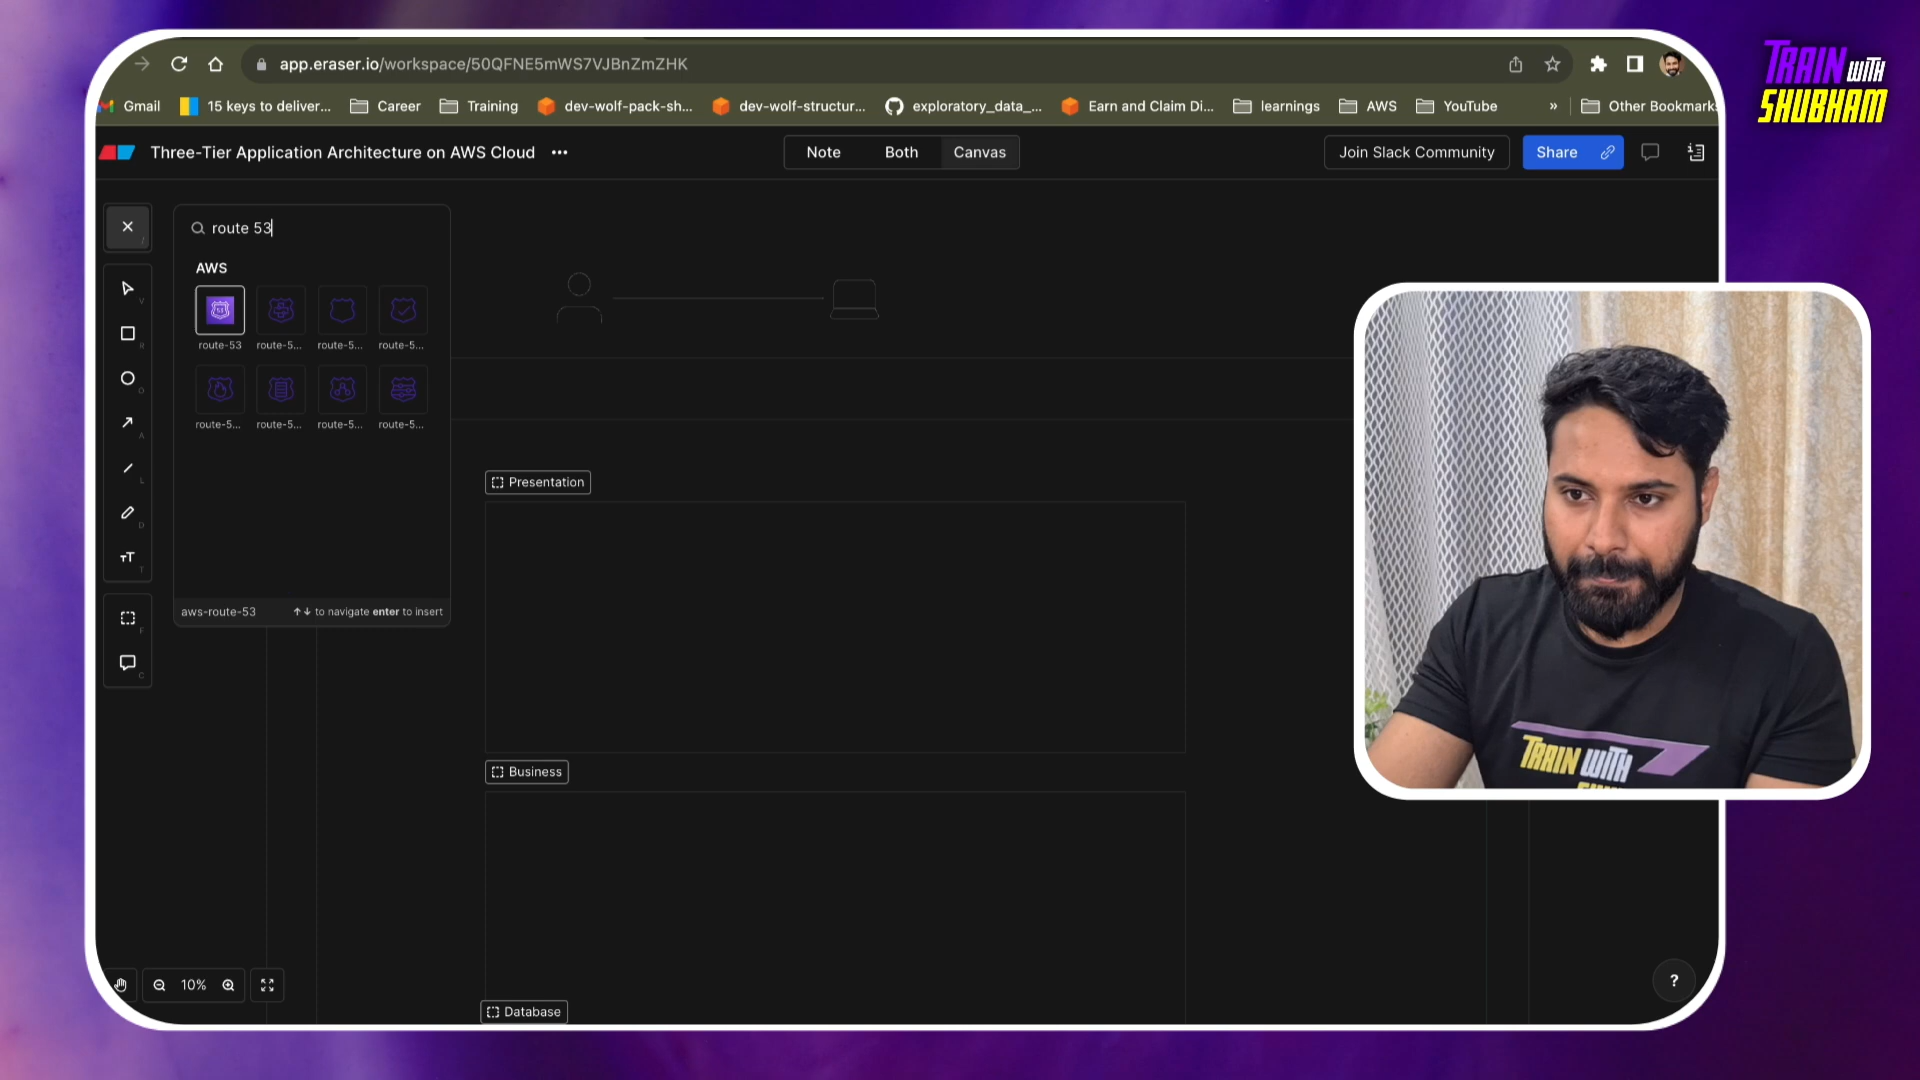 TRAIN WITH
SHUBHAM
app.eraser.io/workspace/50QFNE5mWS7VJBnZmZHK
Gmail
15 keys to deliver...
Career
Training
dev-wolf-pack-sh...
dev-wolf-structur...
exploratory_data_...
Earn and Claim Di...
learnings
AWS
YouTube
»
Other Bookmarks
Three-Tier Application Architecture on AWS Cloud
...
Note
Both
Canvas
Join Slack Community
Share
route 53
AWS
53
route-53
route-5...
route-5...
route-5...
route-5...
route-5...
route-5...
route-5...
aws-route-53
↑↓ to navigate enter to insert
/
V
R
O
A
L
D
TT
T
F
C
Presentation
Business
Database
10%
?
TRAIN WITH